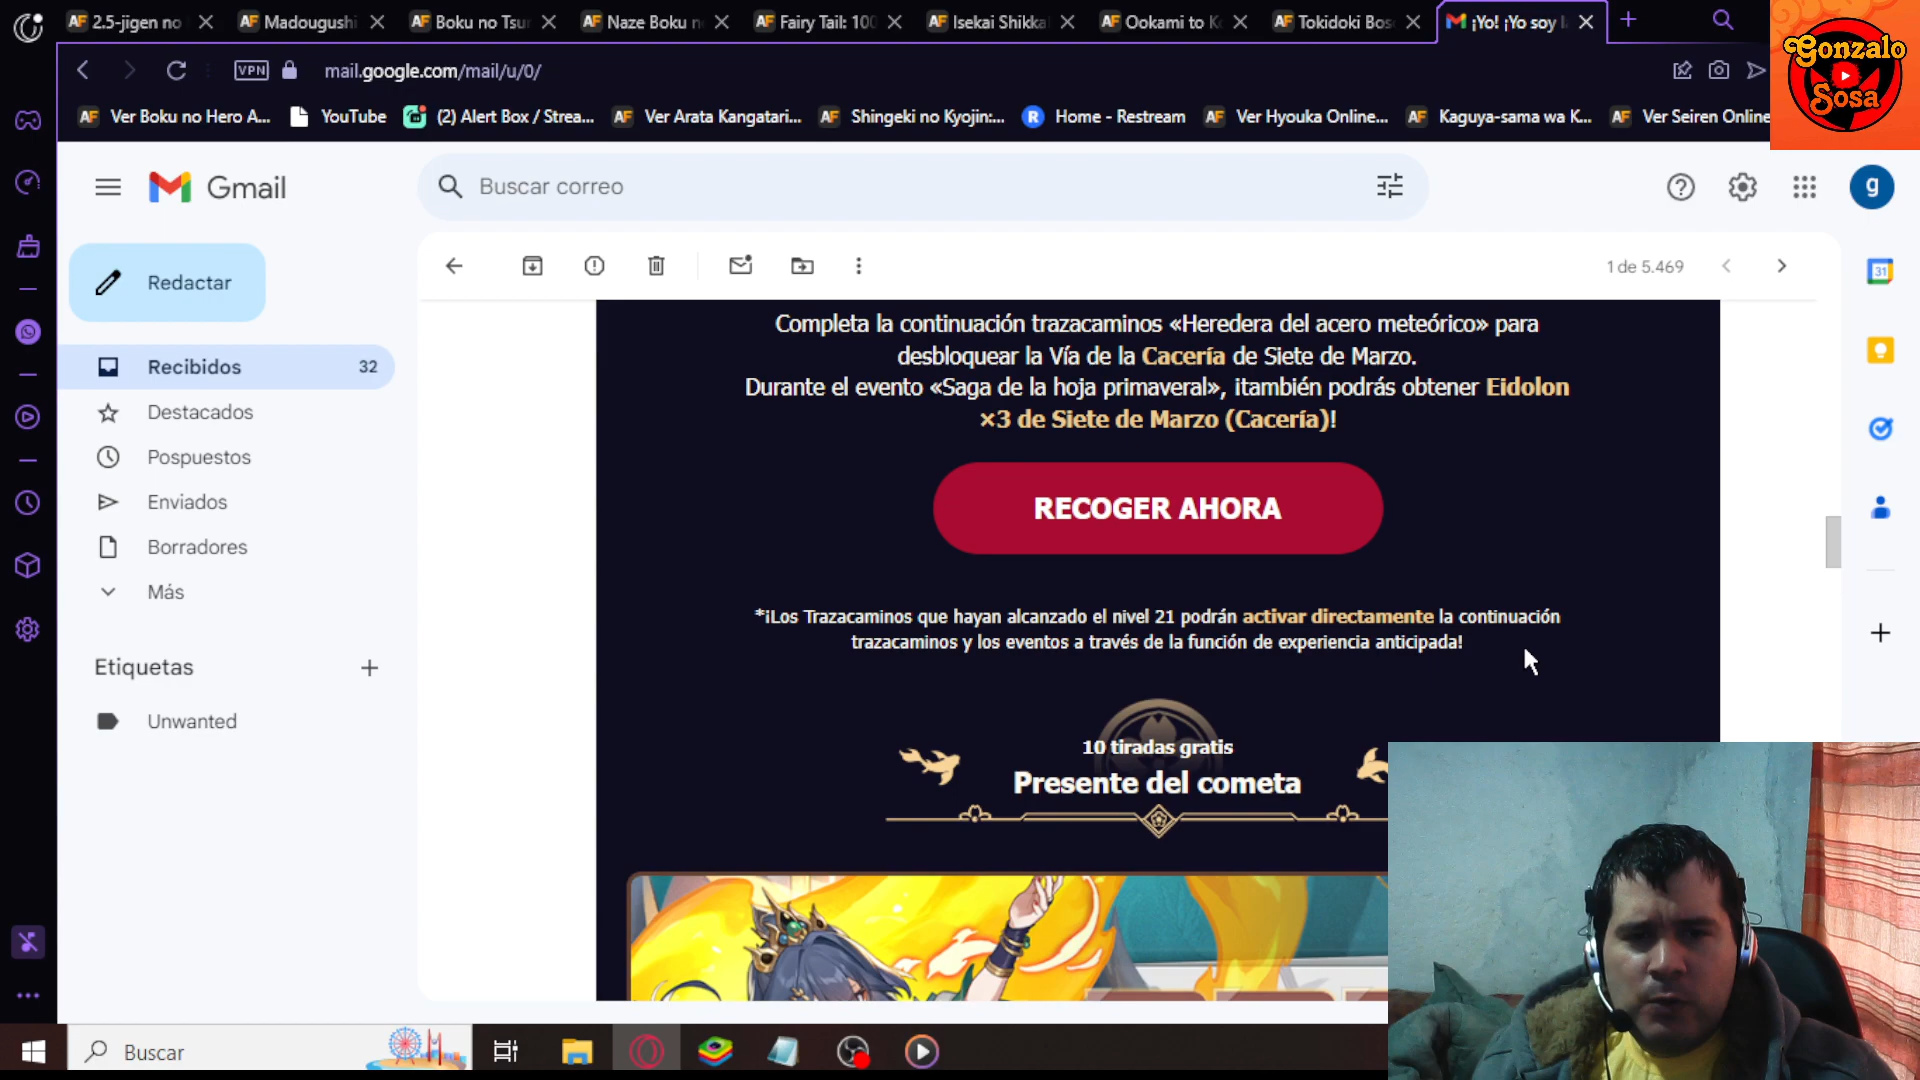 2.5-jigen no
Madougushi
Boku no Tsu
Naze Boku n
Fairy Tail: 100
Isekai Shikka
Ookami to K
Tokidoki Bos
¡Yo! ¡Yo soy l
VPN
mail.google.com/mail/u/0/
Gonzalo
Sosa
Ver Boku no Hero A...
YouTube
(2) Alert Box / Strea...
Ver Arata Kangatari...
Shingeki no Kyojin:...
Home - Restream
Ver Hyouka Online...
Kaguya-sama wa K...
Ver Seiren Online
Gmail
Buscar correo
g
Redactar
1 de 5.469
31
Recibidos
32
Destacados
Pospuestos
Enviados
Borradores
Más
Etiquetas
Unwanted
Completa la continuación trazacaminos «Heredera del acero meteórico» para
desbloquear la Vía de la Cacería de Siete de Marzo.
Durante el evento «Saga de la hoja primaveral», ¡también podrás obtener Eidolon
×3 de Siete de Marzo (Cacería)!
RECOGER AHORA
*¡Los Trazacaminos que hayan alcanzado el nivel 21 podrán activar directamente la continuación
trazacaminos y los eventos a través de la función de experiencia anticipada!
10 tiradas gratis
Presente del cometa
Buscar